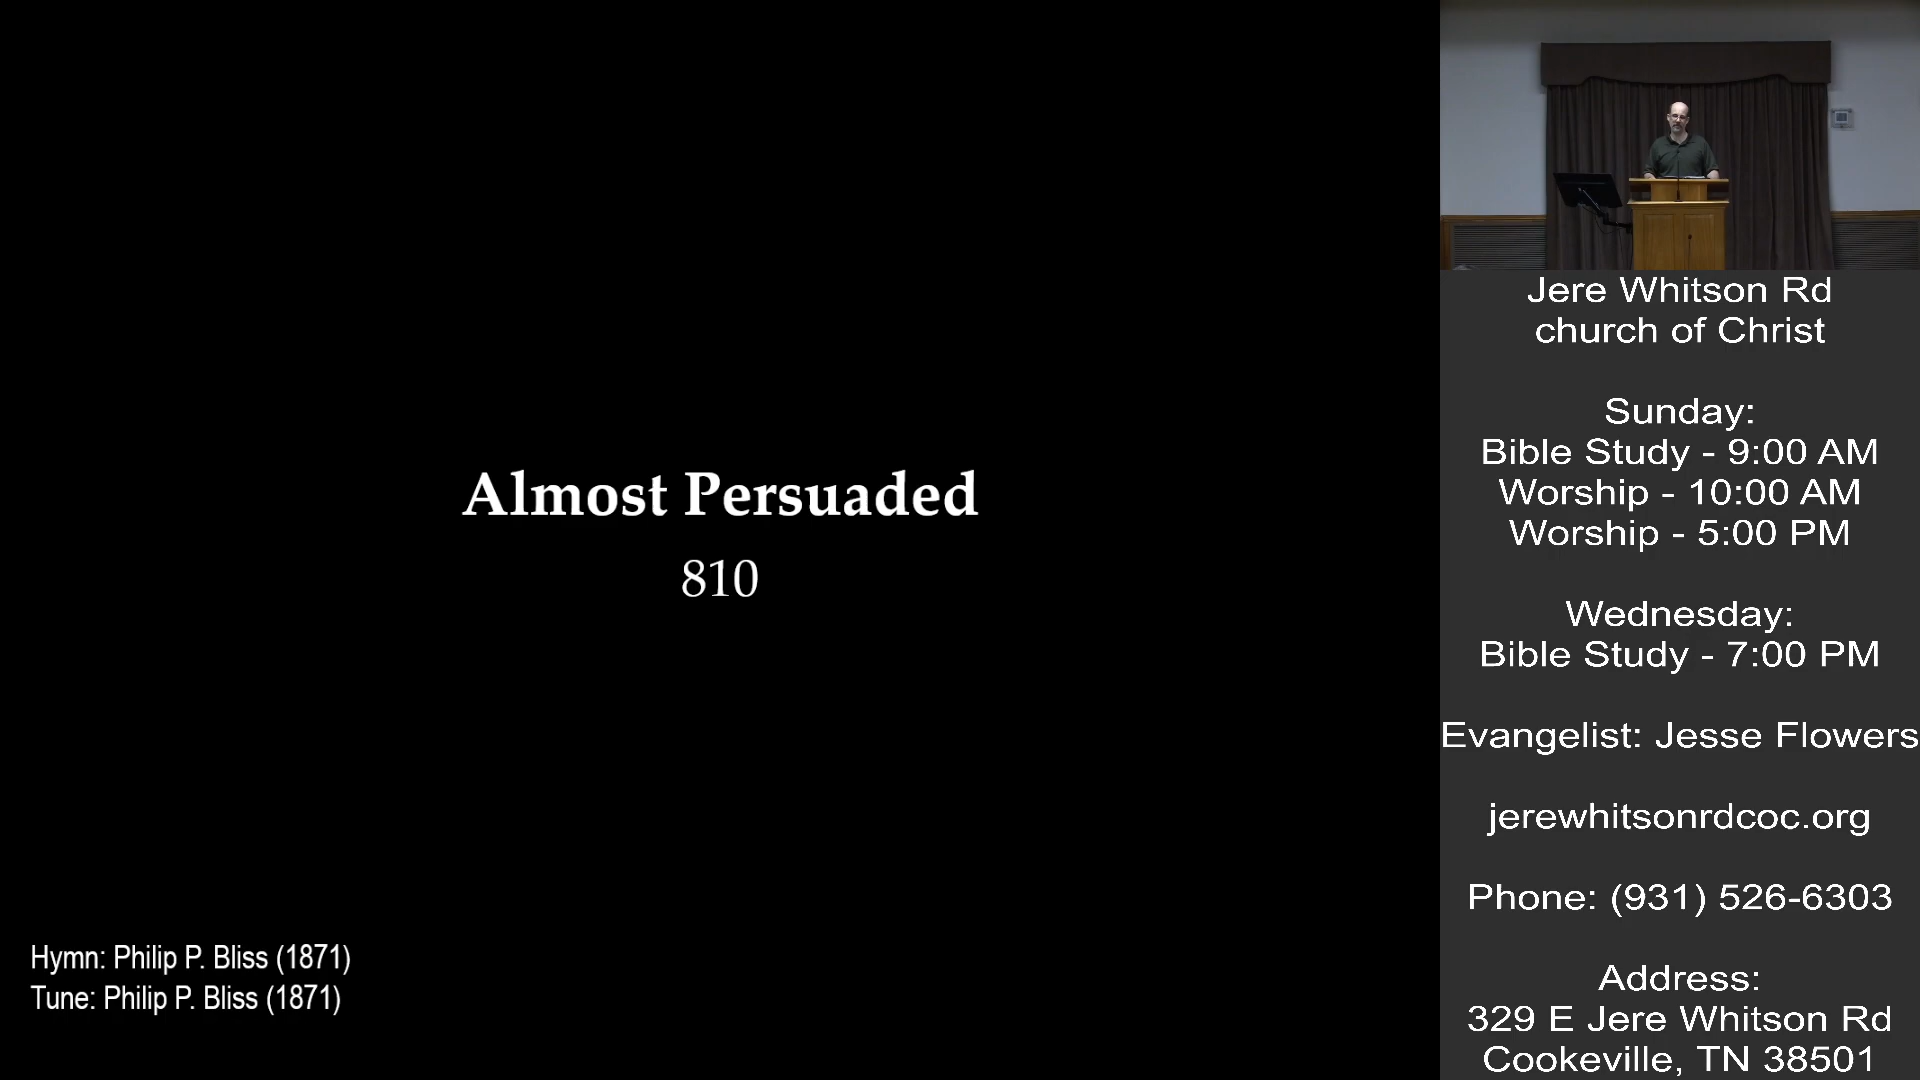 Almost Persuaded
810
Hymn: Philip P. Bliss (1871)
Tune: Philip P. Bliss (1871)
Jere Whitson Rd
church of Christ
Sunday:
Bible Study - 9:00 AM
Worship - 10:00 AM
Worship - 5:00 PM
Wednesday:
Bible Study - 7:00 PM
Evangelist: Jesse Flowers
jerewhitsonrdcoc.org
Phone: (931) 526-6303
Address:
329 E Jere Whitson Rd
Cookeville, TN 38501